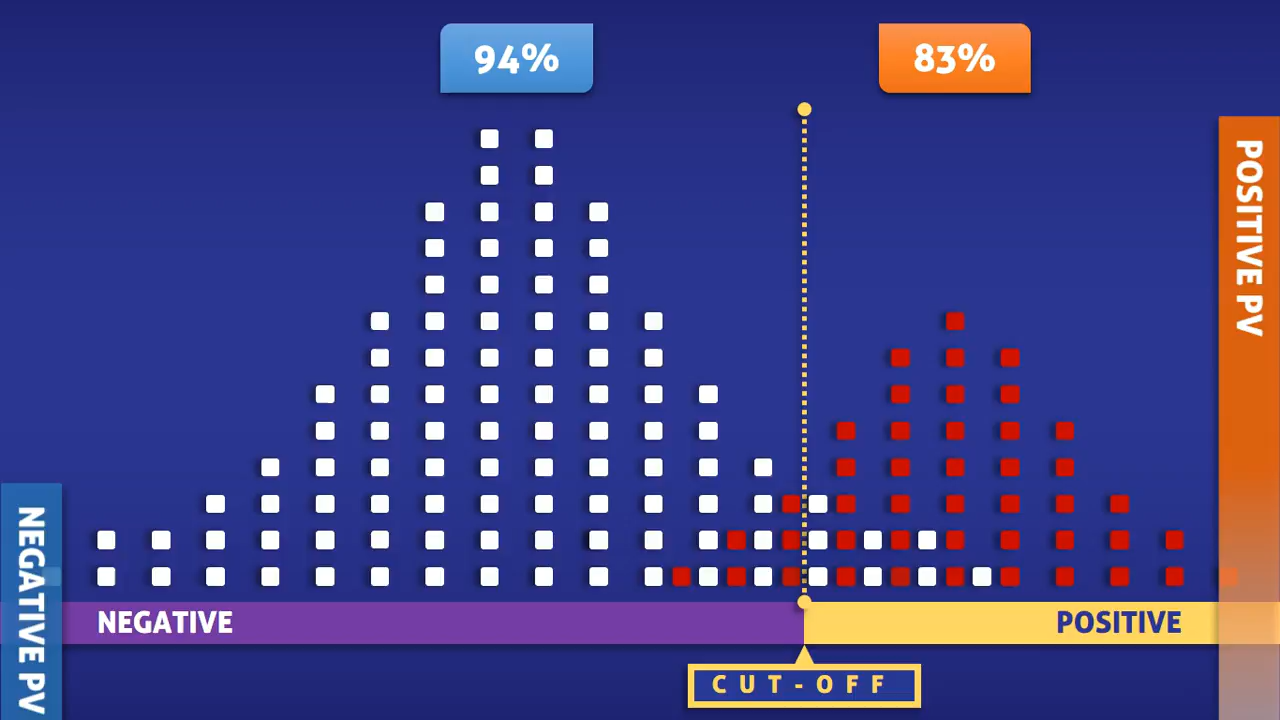 94%
83%
POSITIVE PV
NEGATIVE PV
NEGATIVE
POSITIVE
CUT-OFF